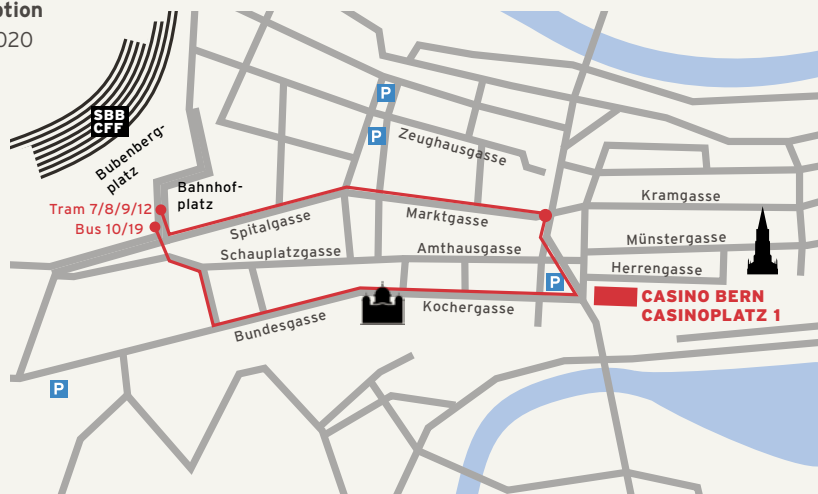 ption
020
SBB
CFF
Bubenberg-
platz
Bahnhof-
platz
Tram 7/8/9/12
Bus 10/19
P
P
Zeughausgasse
Spitalgasse
Marktgasse
Kramgasse
Schauplatzgasse
Amthausgasse
Münstergasse
Herrengasse
P
Bundesgasse
Kochergasse
CASINO BERN
CASINOPLATZ 1
P